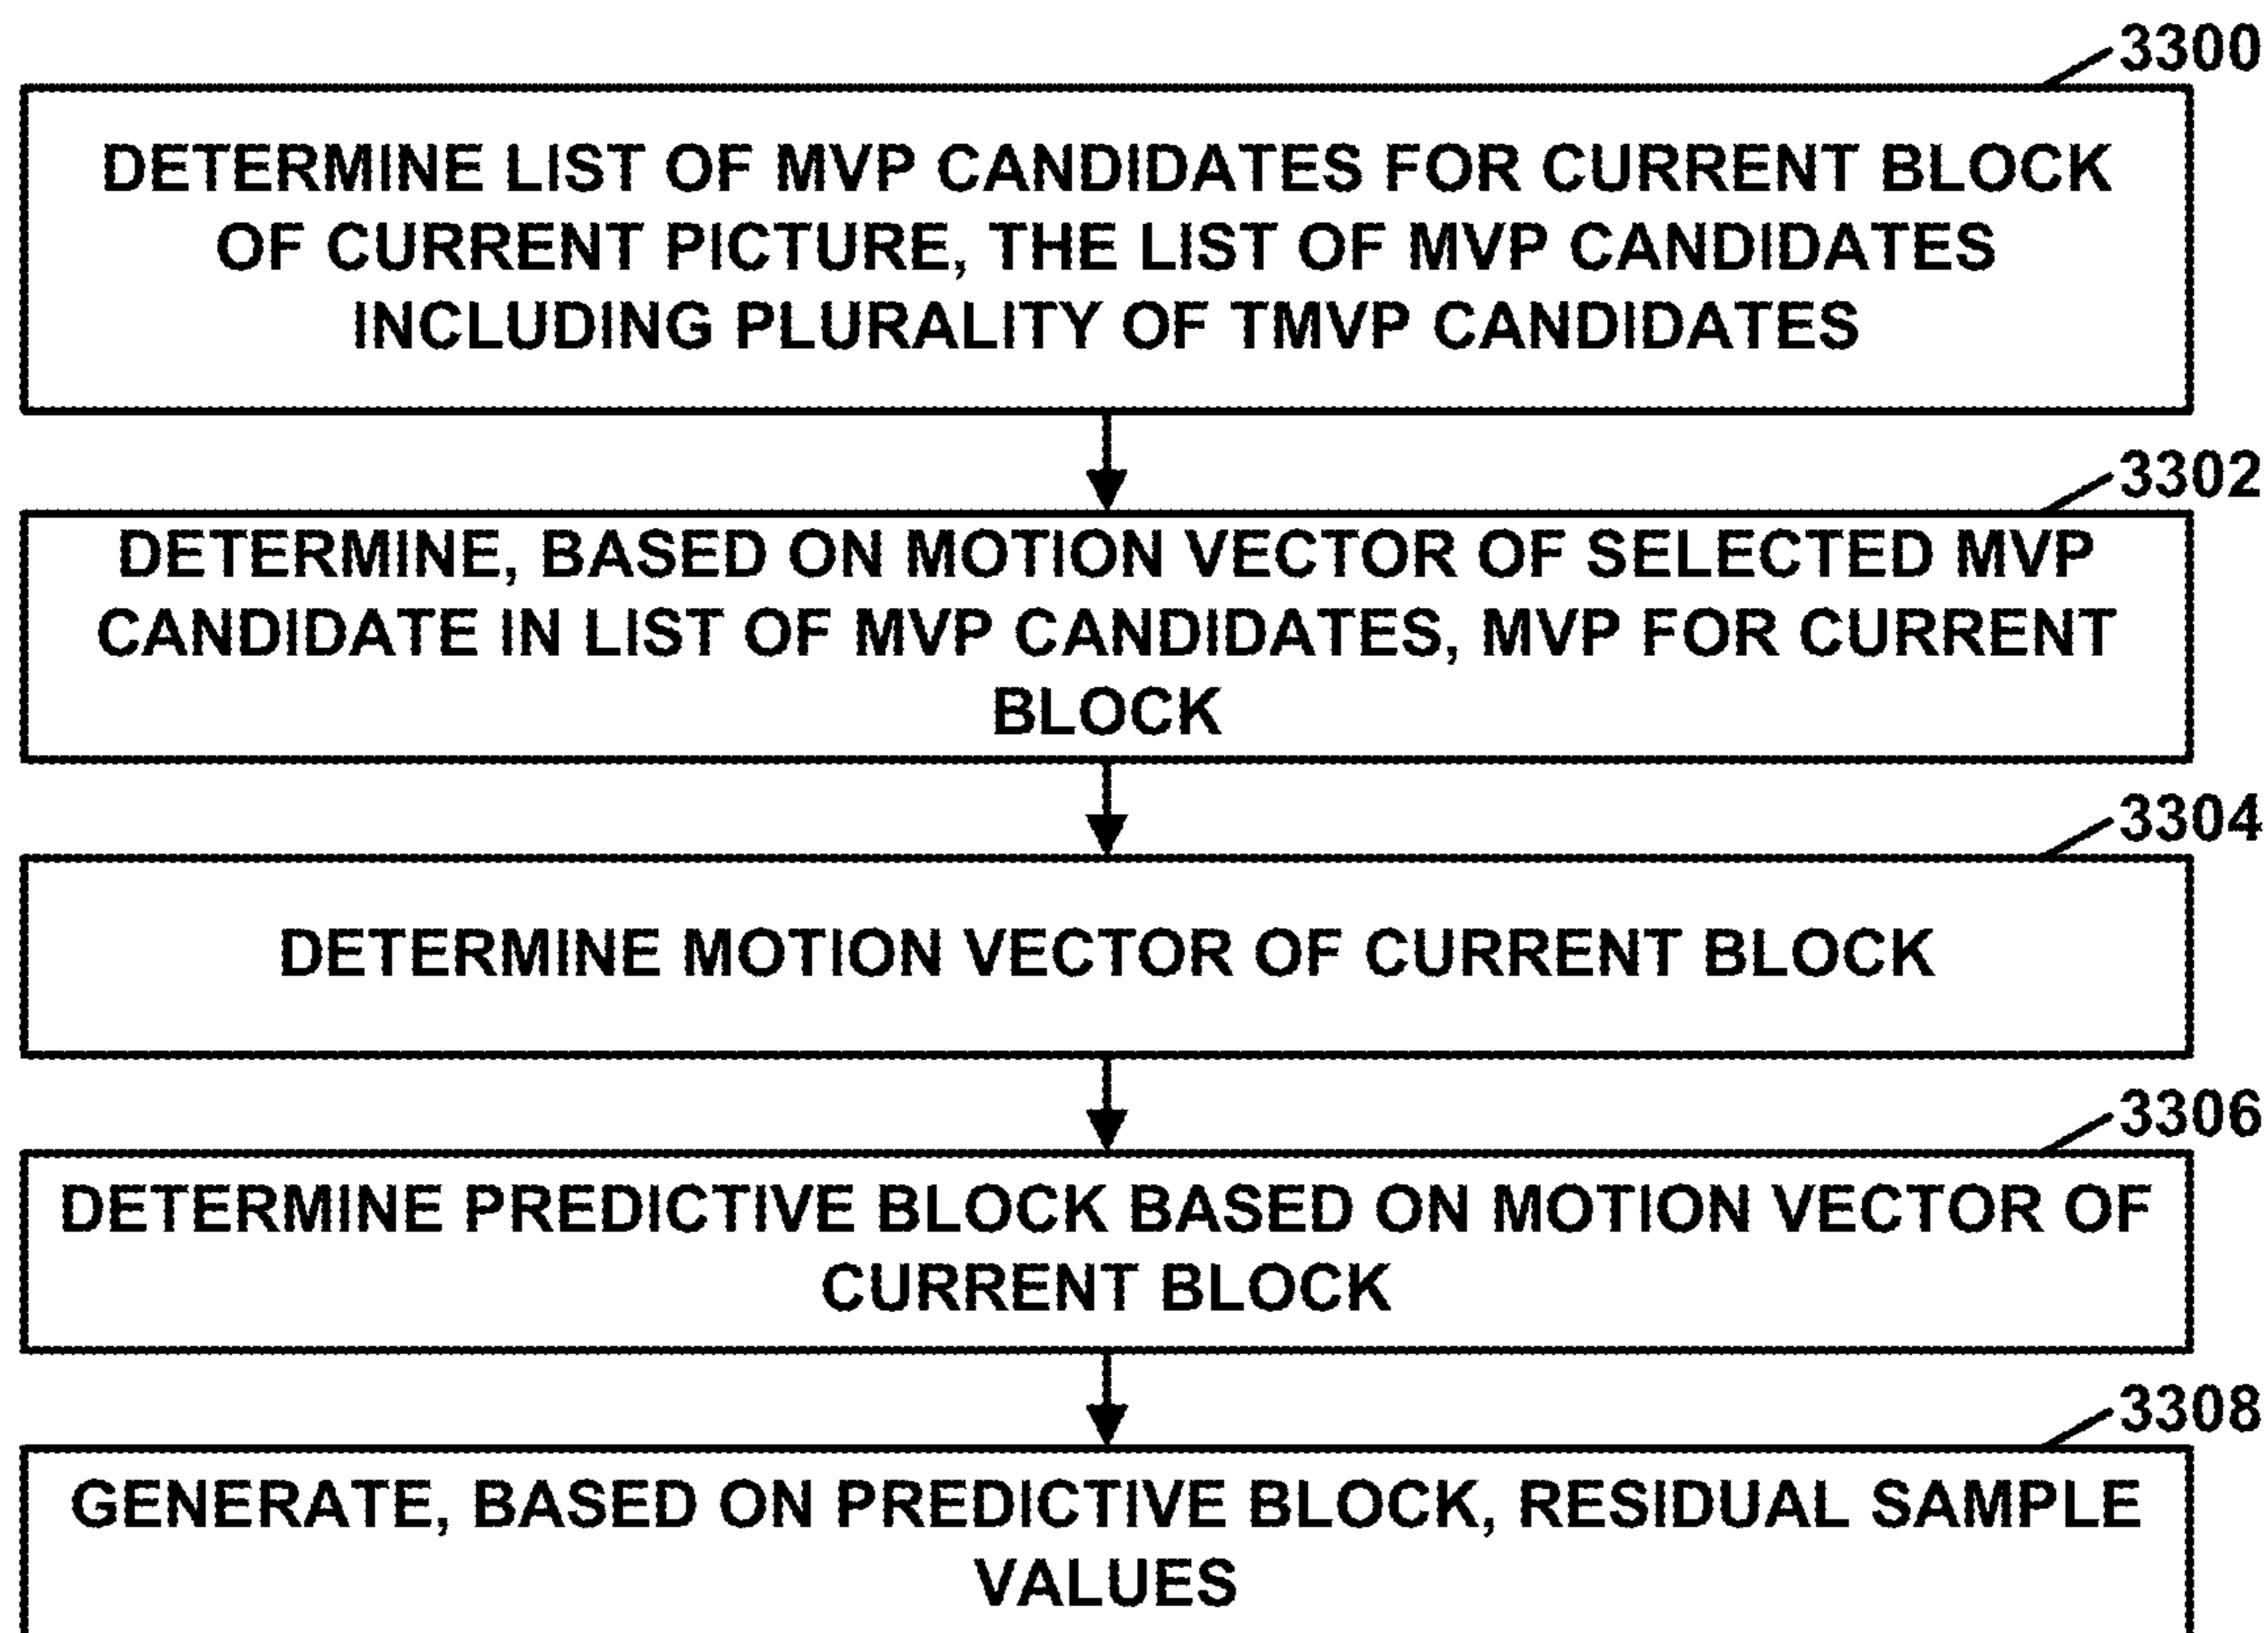 3300
DETERMINE LIST OF MVP CANDIDATES FOR CURRENT BLOCK
OF CURRENT PICTURE, THE LIST OF MVP CANDIDATES
INCLUDING PLURALITY OF TMVP CANDIDATES
3302
DETERMINE, BASED ON MOTION VECTOR OF SELECTED MVP
CANDIDATE IN LIST OF MVP CANDIDATES, MVP FOR CURRENT
BLOCK
3304
DETERMINE MOTION VECTOR OF CURRENT BLOCK
3306
DETERMINE PREDICTIVE BLOCK BASED ON MOTION VECTOR OF
CURRENT BLOCK
3308
GENERATE, BASED ON PREDICTIVE BLOCK, RESIDUAL SAMPLE
VALUES